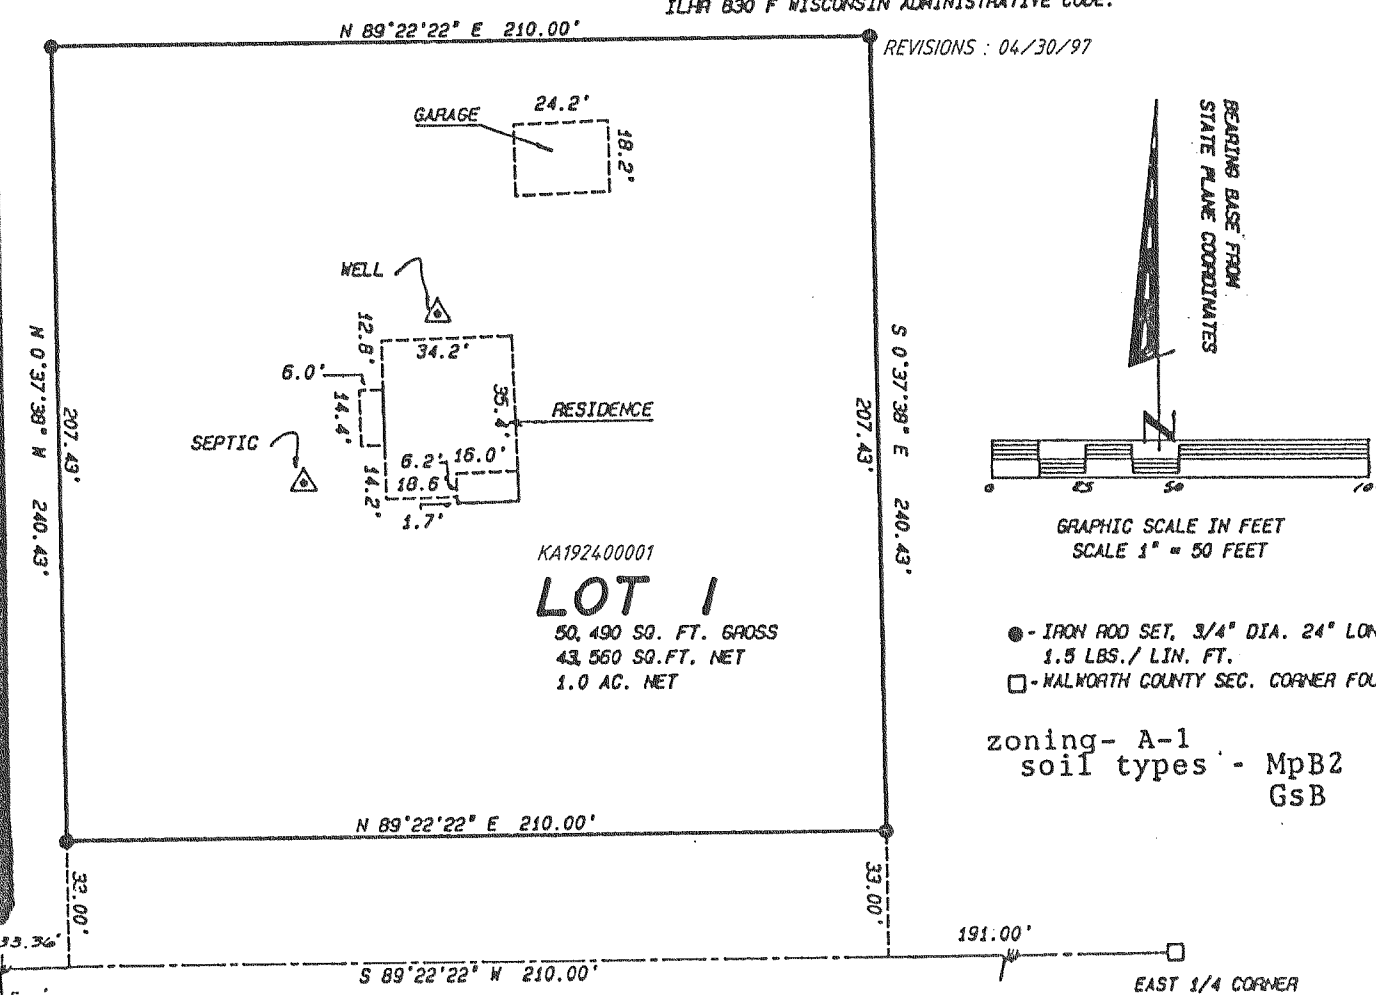 ILHR 830 F WISCONSIN ADMINISTRATIVE CODE.
N 89°22'22" E 210.00'
REVISIONS : 04/30/97
24.2'
GARAGE
18.2'
BEARING BASE FROM
STATE PLANE COORDINATES
WELL
12.8'
34.2'
6.0'
14.4'
35.4'
RESIDENCE
SEPTIC
6.2' 16.0'
18.6'
14.2'
1.7'
N 0°37'38" W 240.43'
207.43'
207.43'
S 0°37'38" E 240.43'
N
0 25 50
GRAPHIC SCALE IN FEET
SCALE 1" = 50 FEET
KA192400001
LOT 1
50,490 SQ. FT. GROSS
43,560 SQ.FT. NET
1.0 AC. NET
- IRON ROD SET, 3/4" DIA. 24" LON
1.5 LBS./ LIN. FT.
- WALWORTH COUNTY SEC. CORNER FOU
zoning- A-1
soil types - MpB2
GsB
N 89°22'22" E 210.00'
33.00'
33.00'
33.36'
191.00'
S 89°22'22" W 210.00'
EAST 1/4 CORNER